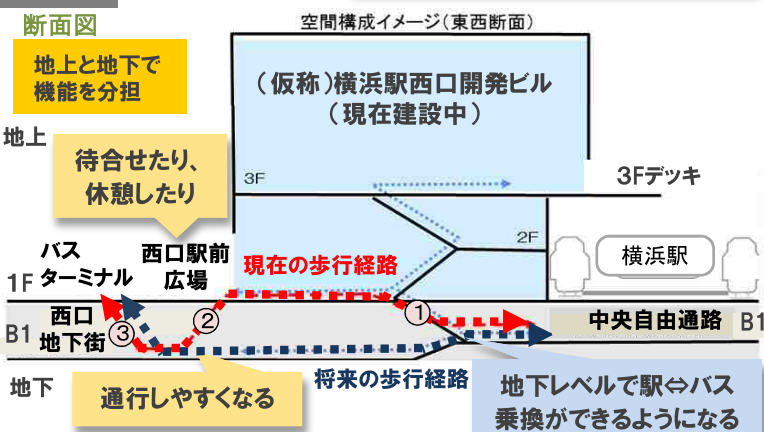 断面図
空間構成イメージ(東西断面)
地上と地下で
機能を分担
(仮称)横浜駅西口開発ビル
(現在建設中)
地上
待合せたり、
休憩したり
3F
3Fデッキ
2F
バス
ターミナル
西口駅前
広場
現在の歩行経路
横浜駅
1F
①
②
③
B1
西口
地下街
中央自由通路
B1
地下
通行しやすくなる
将来の歩行経路
地下レベルで駅⇔バス
乗換ができるようになる